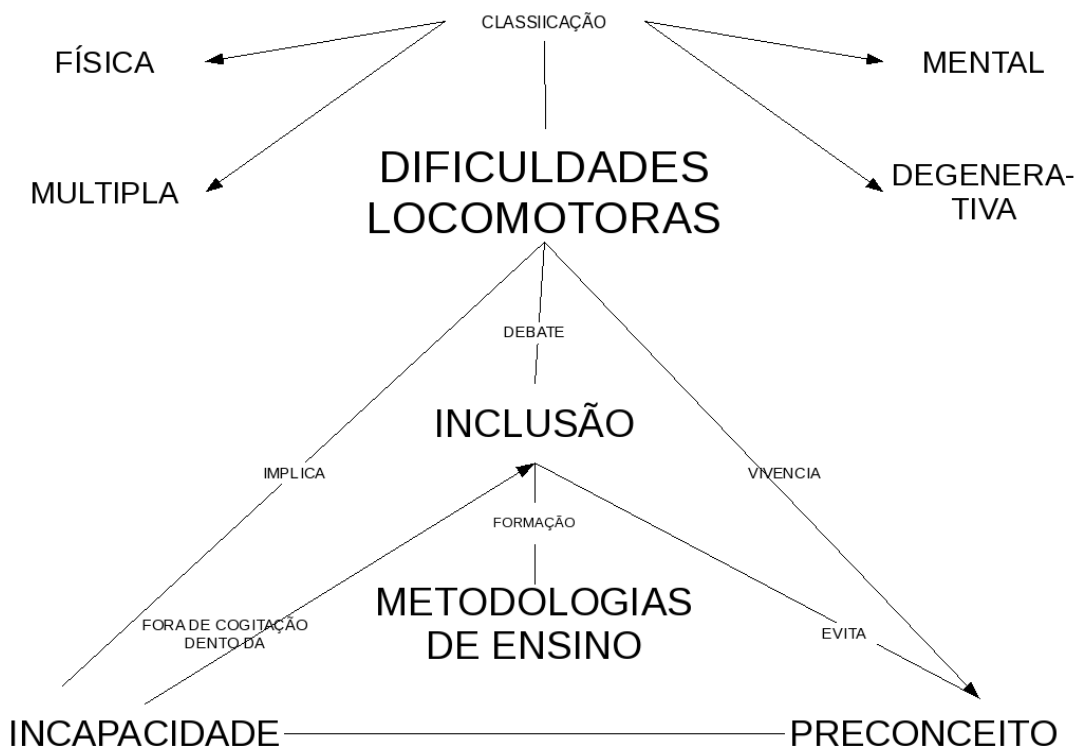 CLASSIICAÇÃO
FÍSICA
MENTAL
MULTIPLA
DIFICULDADES
LOCOMOTORAS
DEGENERA-
TIVA
DEBATE
INCLUSÃO
IMPLICA
VIVENCIA
FORMAÇÃO
METODOLOGIAS
DE ENSINO
FORA DE COGITAÇÃO
DENTO DA
EVITA
INCAPACIDADE
PRECONCEITO